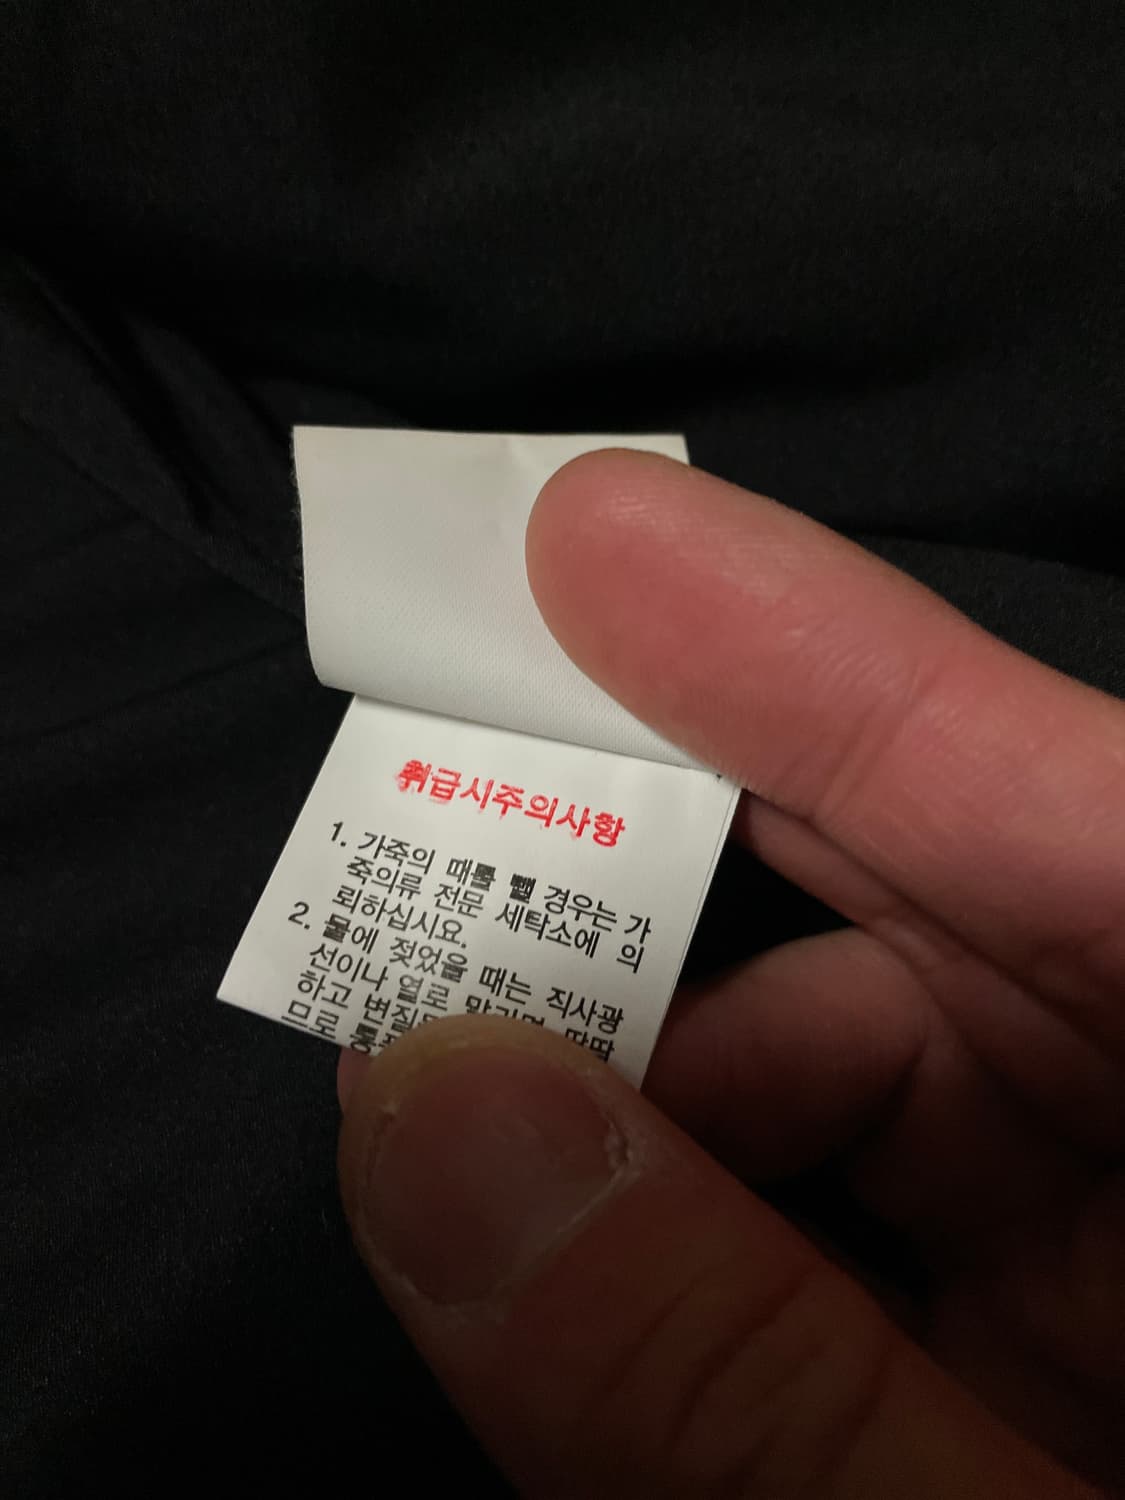 취급시주의사항
1. 가죽의 때를 뺄 경우는 가
죽의류 전문 세탁소에 의
뢰하십시요.
2. 물에 젖었을 때는 직사광
선이나 열로 말리면 딱딱
하고 변질되
므로